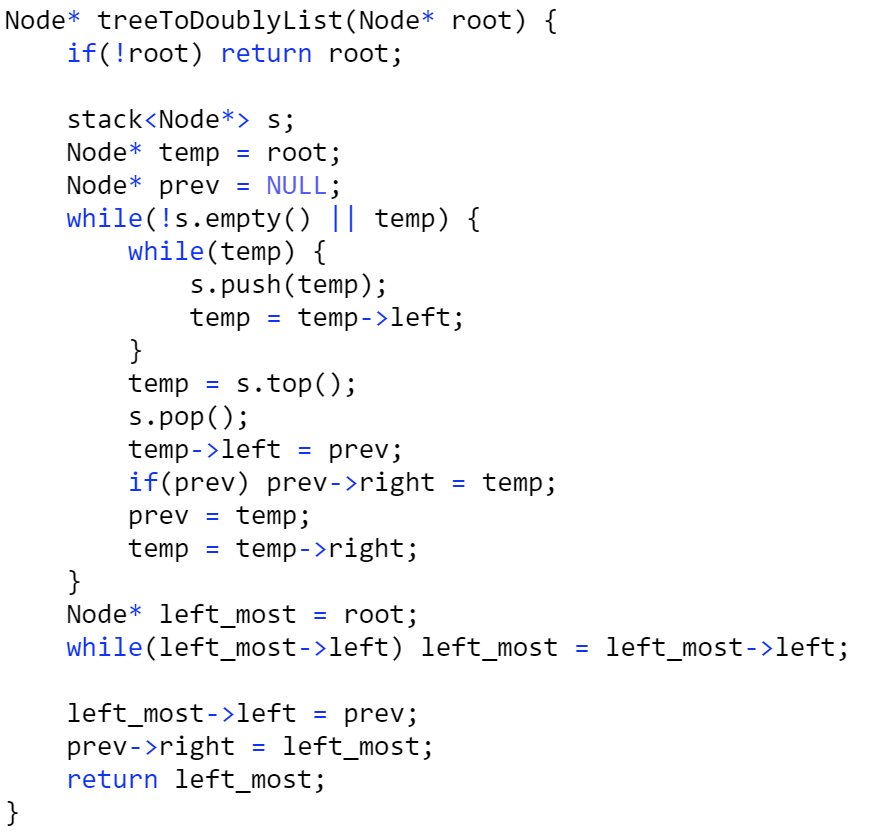 Node* treeToDoublyList(Node* root) {
    if(!root) return root;

    stack<Node*> s;
    Node* temp = root;
    Node* prev = NULL;
    while(!s.empty() || temp) {
        while(temp) {
            s.push(temp);
            temp = temp->left;
        }
        temp = s.top();
        s.pop();
        temp->left = prev;
        if(prev) prev->right = temp;
        prev = temp;
        temp = temp->right;
    }
    Node* left_most = root;
    while(left_most->left) left_most = left_most->left;

    left_most->left = prev;
    prev->right = left_most;
    return left_most;
}